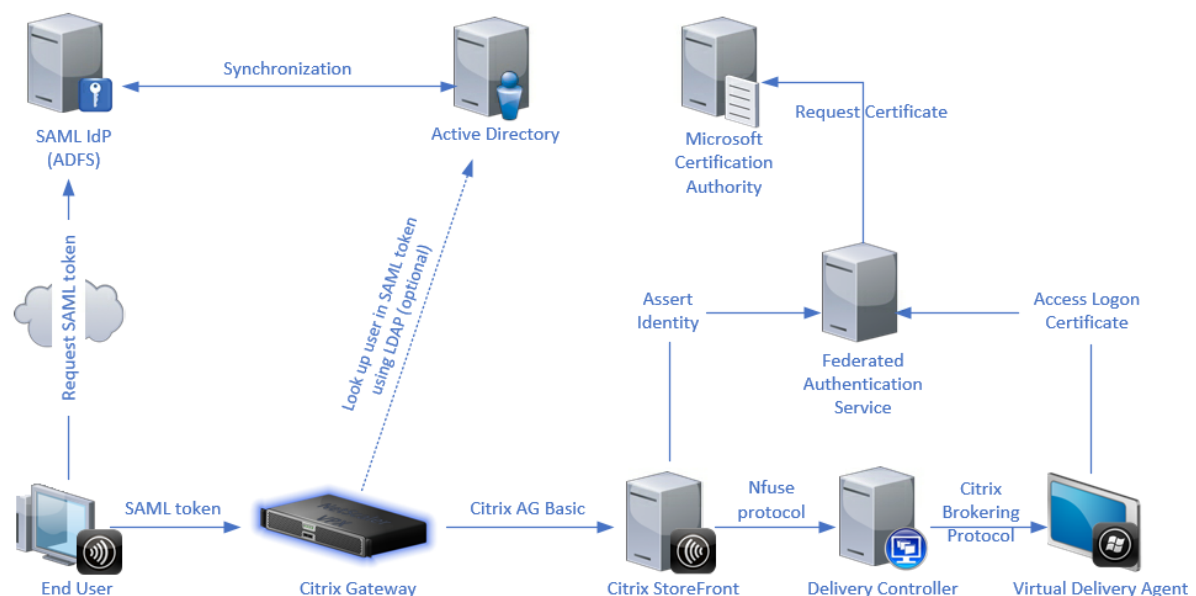 Synchronization
SAML IdP
(ADFS)
Active Directory
Request Certificate
Microsoft
Certification
Authority
Request SAML token
Look up user in SAML token
using LDAP (optional)
Assert
Identity
Access Logon
Certificate
Federated
Authentication
Service
SAML token
Citrix AG Basic
Nfuse
protocol
Citrix
Brokering
Protocol
End User
Citrix Gateway
Citrix StoreFront
Delivery Controller
Virtual Delivery Agent